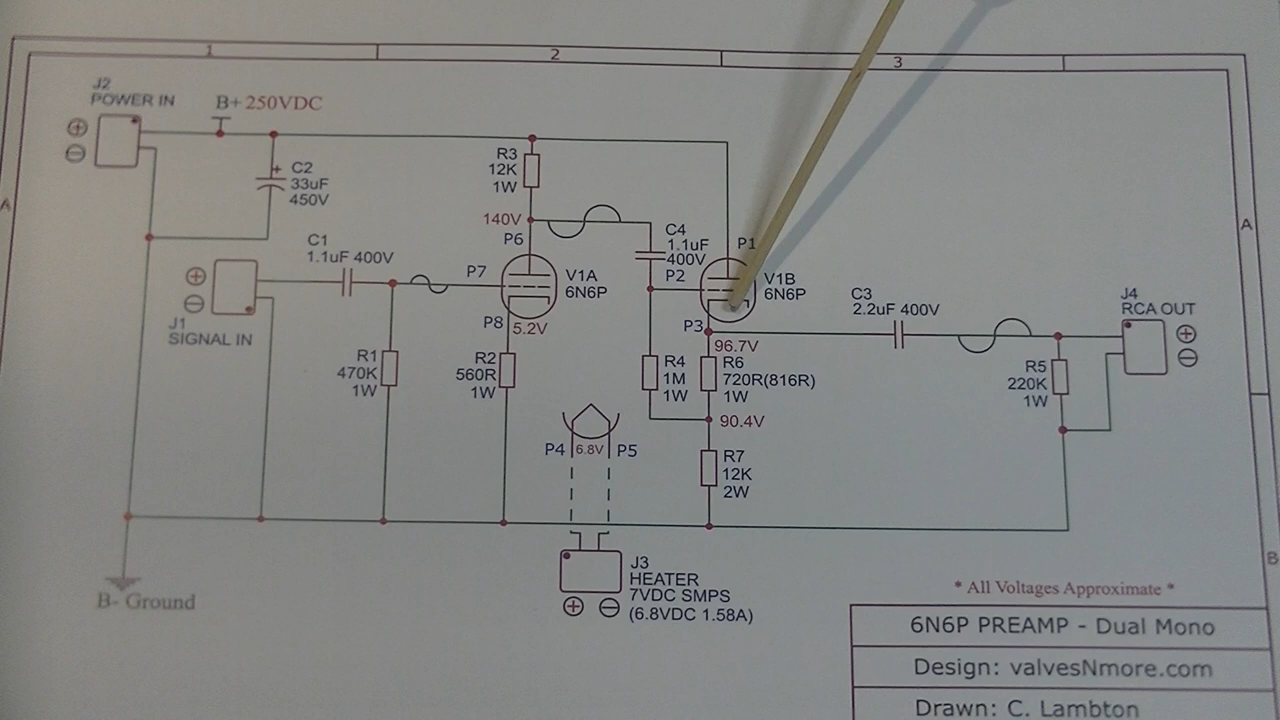 1
2
3
J2
POWER IN
B+ 250VDC
R3
12K
1W
C2
33uF
450V
A
140V
P6
C4
1.1uF
400V
P1
A
C1
1.1uF 400V
P7
V1A
6N6P
P2
V1B
6N6P
C3
2.2uF 400V
J4
RCA OUT
J1
SIGNAL IN
P8
5.2V
P3
96.7V
R1
470K
1W
R2
560R
1W
R4
1M
1W
R6
720R(816R)
1W
R5
220K
1W
90.4V
P4
6.8V
P5
R7
12K
2W
B- Ground
J3
HEATER
7VDC SMPS
(6.8VDC 1.58A)
B
* All Voltages Approximate *
6N6P PREAMP - Dual Mono
Design: valvesNmore.com
Drawn: C. Lambton